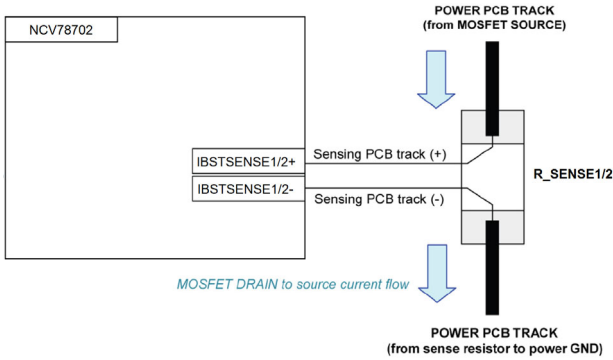 POWER PCB TRACK
(from MOSFET SOURCE)
NCV78702
IBSTSENSE1/2+
Sensing PCB track (+)
R_SENSE1/2
IBSTSENSE1/2-
Sensing PCB track (-)
MOSFET DRAIN to source current flow
POWER PCB TRACK
(from sense resistor to power GND)